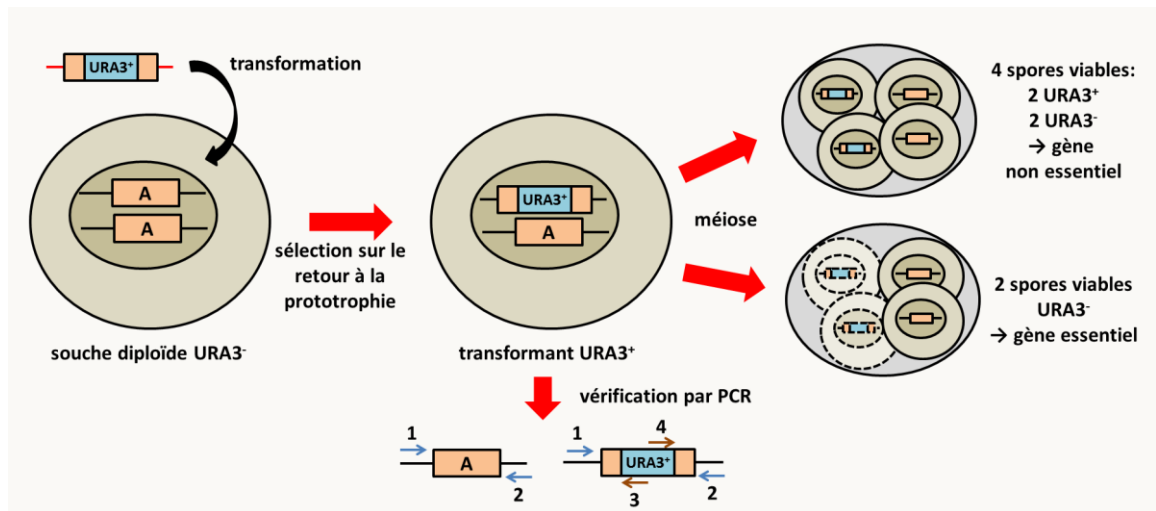 URA3⁺
transformation
A
A
souche diploïde URA3⁻
sélection sur le
retour à la
prototrophie
URA3⁺
A
transformant URA3⁺
méiose
4 spores viables:
2 URA3⁺
2 URA3⁻
→ gène
non essentiel
2 spores viables
URA3⁻
→ gène essentiel
vérification par PCR
1
A
2
1
4
URA3⁺
3
2